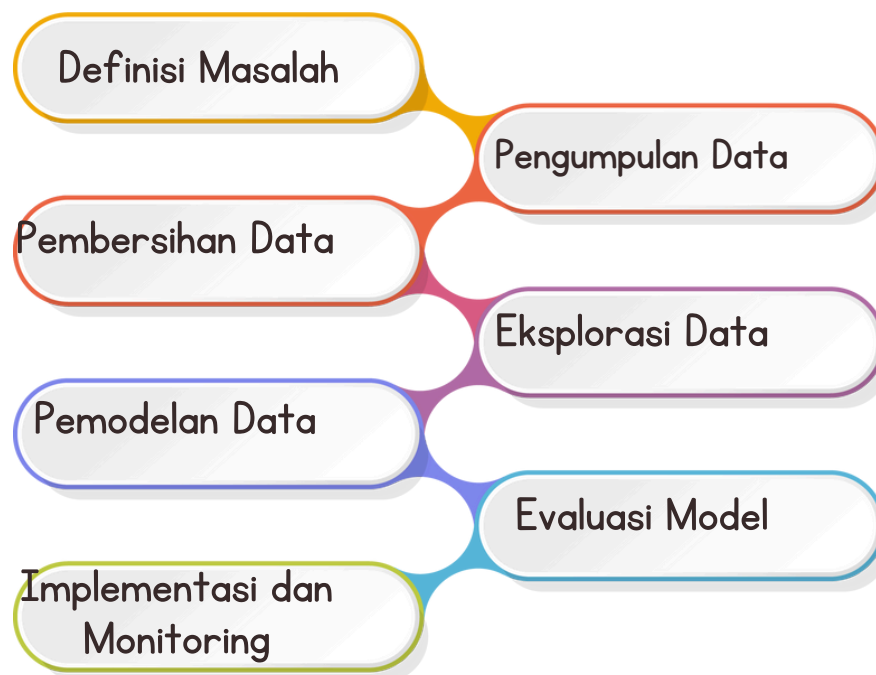 Definisi Masalah
Pengumpulan Data
Pembersihan Data
Eksplorasi Data
Pemodelan Data
Evaluasi Model
Implementasi dan
Monitoring